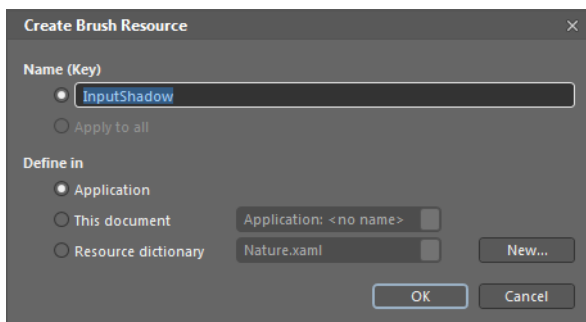 Create Brush Resource
Name (Key)
InputShadow
Apply to all
Define in
Application
This document Application: <no name>
Resource dictionary Nature.xaml New...
OK Cancel